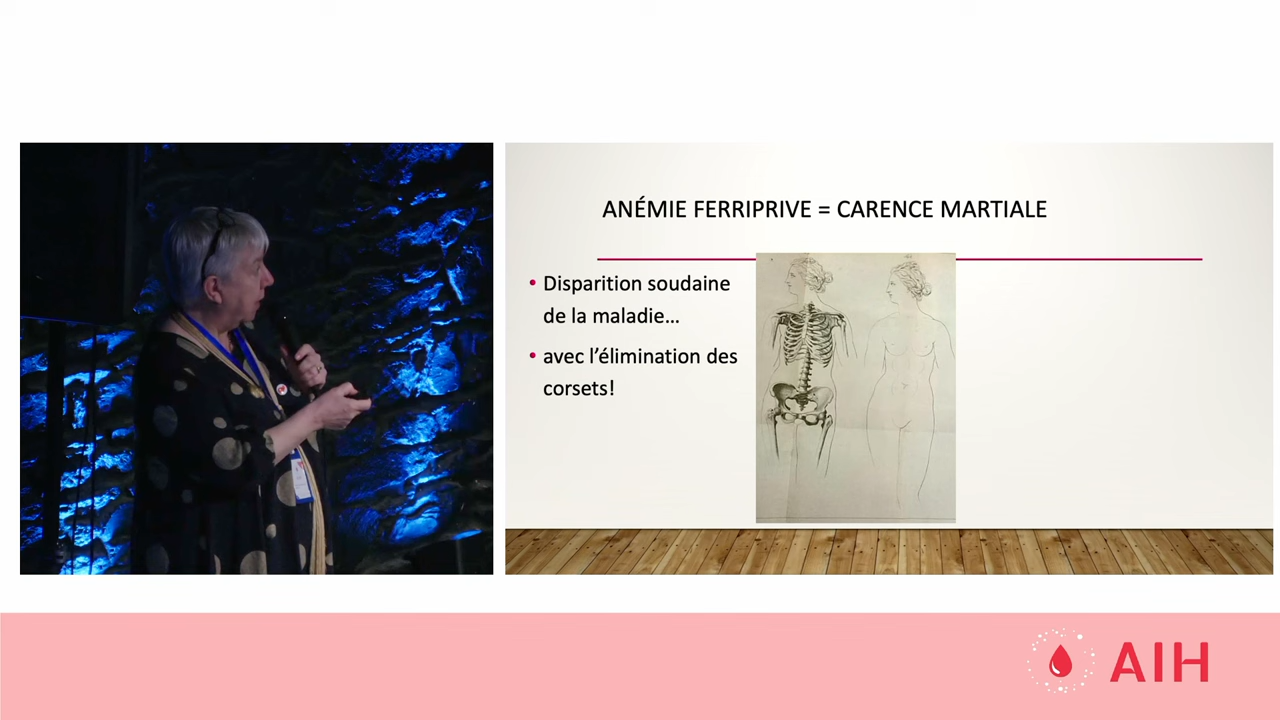 ANÉMIE FERRIPRIVE = CARENCE MARTIALE
• Disparition soudaine
de la maladie...
• avec l’élimination des
corsets!
AIH